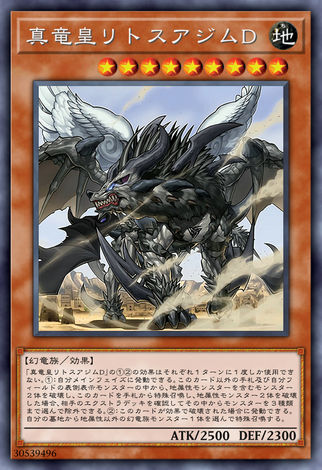 真竜皇リトスアジムD
地
【幻竜族／効果】
「真竜皇リトスアジムD」の①②の効果はそれぞれ1ターンに1度しか使用で
きない。①：自分メインフェイズに発動できる。このカード以外の手札及び自分フ
ィールドの表側表示モンスターの中から、地属性モンスターを含むモンスター
2体を破壊し、このカードを手札から特殊召喚し、地属性モンスター2体を破壊
した場合、相手のエクストラデッキを確認してその中からモンスターを3種類
まで選んで除外できる。②：このカードが効果で破壊された場合に発動できる。
自分の墓地から地属性以外の幻竜族モンスター1体を選んで特殊召喚する。
ATK/2500 DEF/2300
30539496